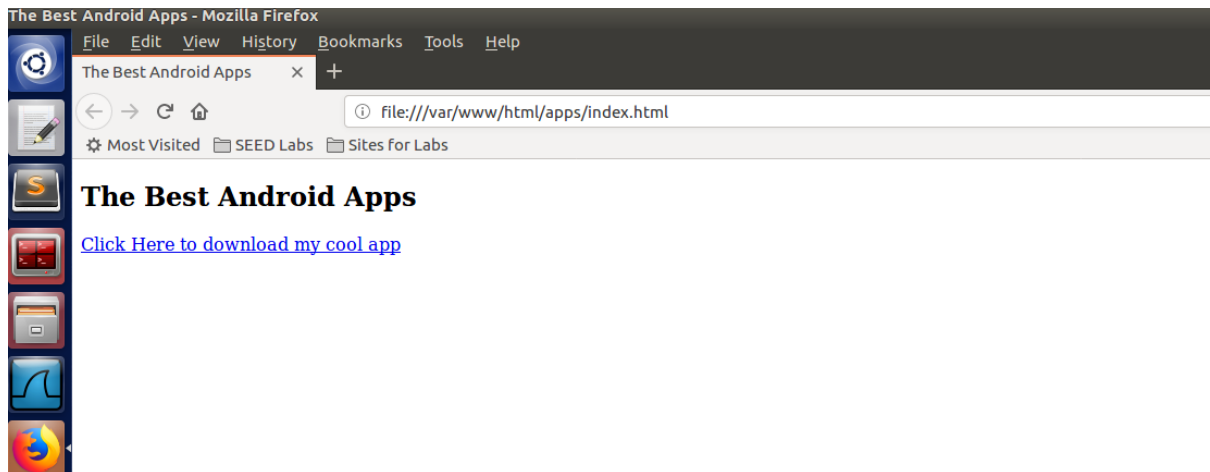 The Best Android Apps - Mozilla Firefox
File Edit View History Bookmarks Tools Help
The Best Android Apps
file:///var/www/html/apps/index.html
Most Visited SEED Labs Sites for Labs
The Best Android Apps
Click Here to download my cool app